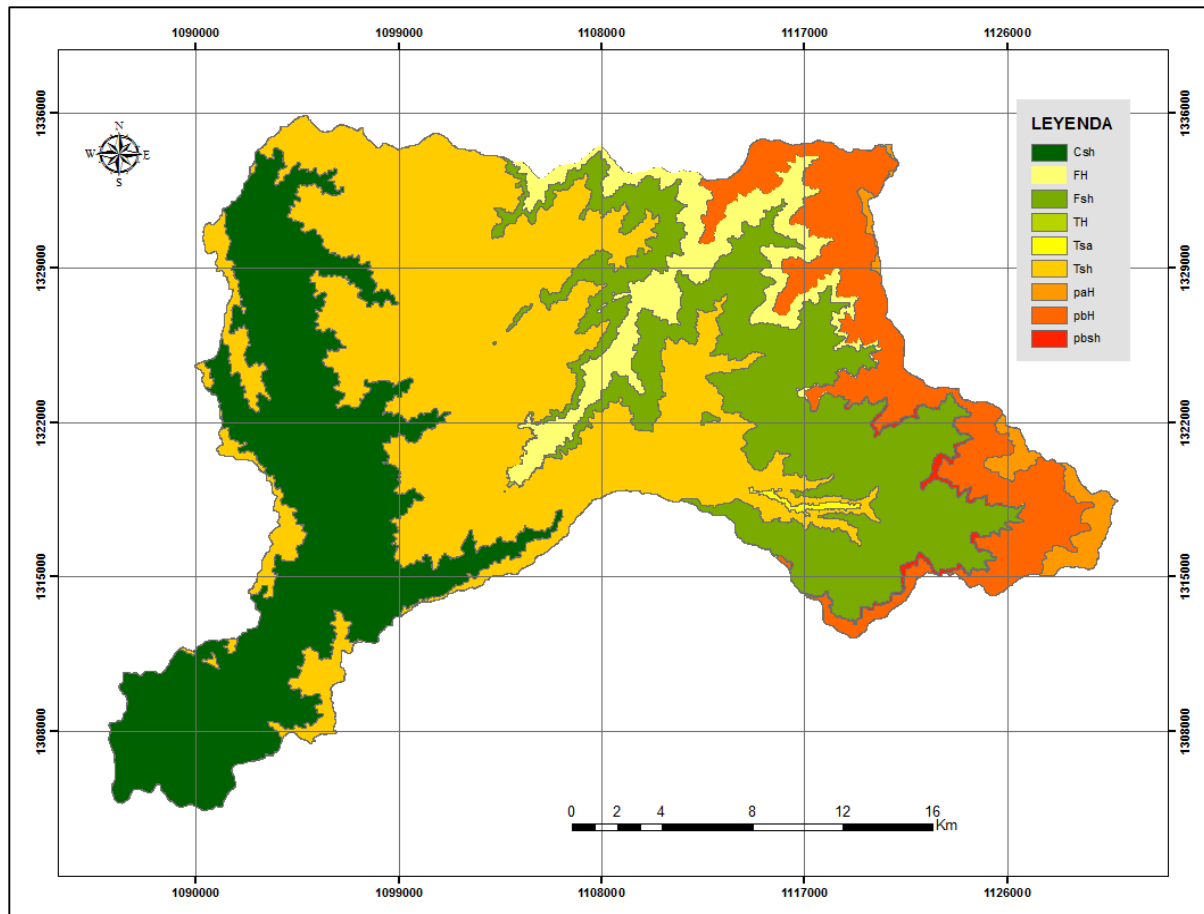 1090000 1099000 1108000 1117000 1126000
1336000 1336000
N
W E
S
LEYENDA
Csh
FH
Fsh
TH
Tsa
Tsh
paH
pbH
pbsh
1329000 1329000
1322000 1322000
1315000 1315000
1308000 1308000
0 2 4 8 12 16
Km
1090000 1099000 1108000 1117000 1126000